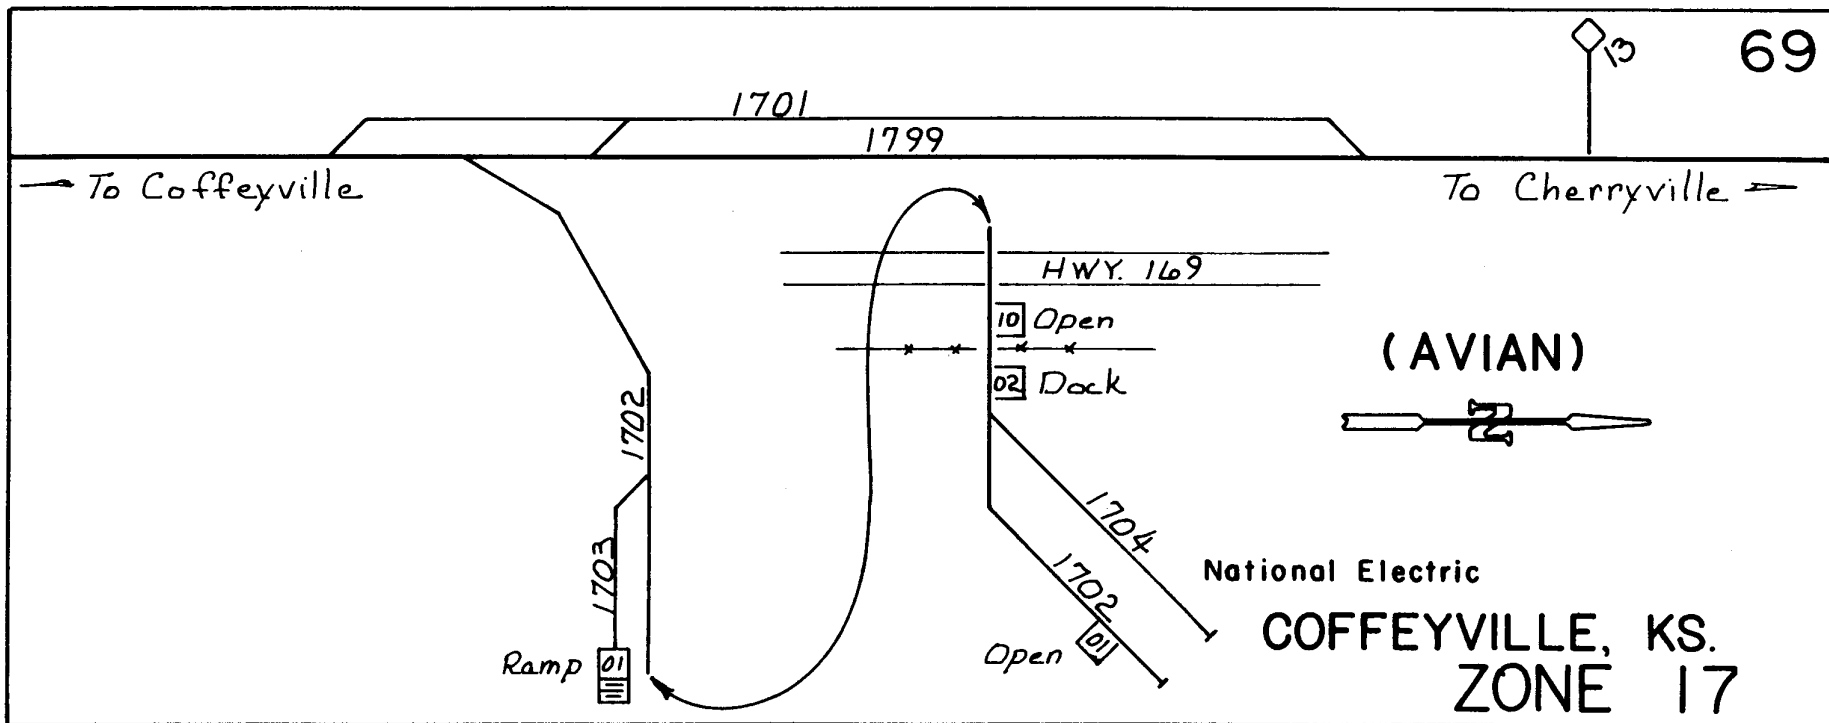 69
13
1701
1799
To Coffeyville
To Cherryville
HWY. 169
10 Open
02 Dock
(AVIAN)
N
1702
1703
1704
1702
National Electric
Ramp 01
Open 01
COFFEYVILLE, KS.
ZONE 17